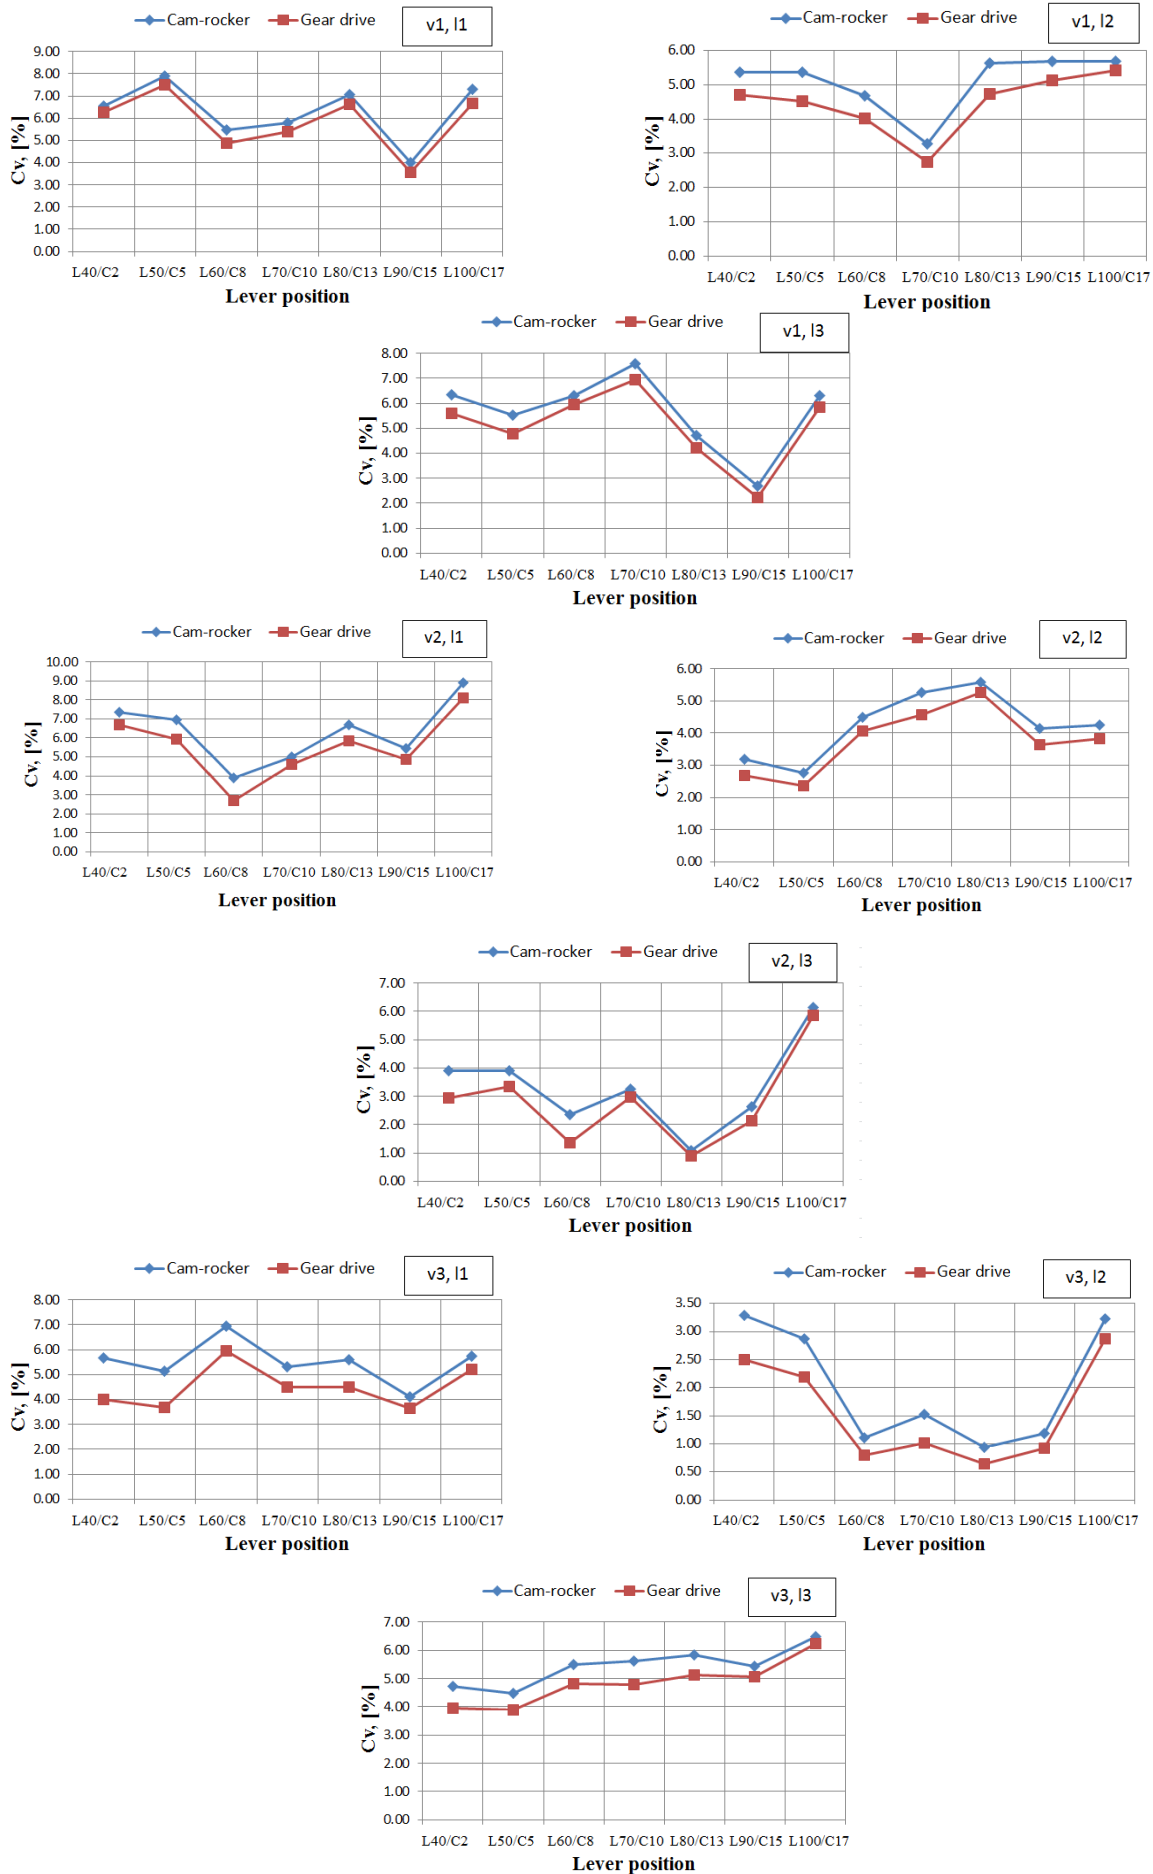 Cam-rocker Gear drive
v1, l1
9.00
8.00
7.00
6.00
5.00
4.00
3.00
2.00
1.00
0.00
Cv, [%]
L40/C2 L50/C5 L60/C8 L70/C10 L80/C13 L90/C15 L100/C17
Lever position
Cam-rocker Gear drive
v1, l2
6.00
5.00
4.00
3.00
2.00
1.00
0.00
Cv, [%]
L40/C2 L50/C5 L60/C8 L70/C10 L80/C13 L90/C15 L100/C17
Lever position
Cam-rocker Gear drive
v1, l3
8.00
7.00
6.00
5.00
4.00
3.00
2.00
1.00
0.00
Cv, [%]
L40/C2 L50/C5 L60/C8 L70/C10 L80/C13 L90/C15 L100/C17
Lever position
Cam-rocker Gear drive
v2, l1
10.00
9.00
8.00
7.00
6.00
5.00
4.00
3.00
2.00
1.00
0.00
Cv, [%]
L40/C2 L50/C5 L60/C8 L70/C10 L80/C13 L90/C15 L100/C17
Lever position
Cam-rocker Gear drive
v2, l2
6.00
5.00
4.00
3.00
2.00
1.00
0.00
Cv, [%]
L40/C2 L50/C5 L60/C8 L70/C10 L80/C13 L90/C15 L100/C17
Lever position
Cam-rocker Gear drive
v2, l3
7.00
6.00
5.00
4.00
3.00
2.00
1.00
0.00
Cv, [%]
L40/C2 L50/C5 L60/C8 L70/C10 L80/C13 L90/C15 L100/C17
Lever position
Cam-rocker Gear drive
v3, l1
8.00
7.00
6.00
5.00
4.00
3.00
2.00
1.00
0.00
Cv, [%]
L40/C2 L50/C5 L60/C8 L70/C10 L80/C13 L90/C15 L100/C17
Lever position
Cam-rocker Gear drive
v3, l2
3.50
3.00
2.50
2.00
1.50
1.00
0.50
0.00
Cv, [%]
L40/C2 L50/C5 L60/C8 L70/C10 L80/C13 L90/C15 L100/C17
Lever position
Cam-rocker Gear drive
v3, l3
7.00
6.00
5.00
4.00
3.00
2.00
1.00
0.00
Cv, [%]
L40/C2 L50/C5 L60/C8 L70/C10 L80/C13 L90/C15 L100/C17
Lever position